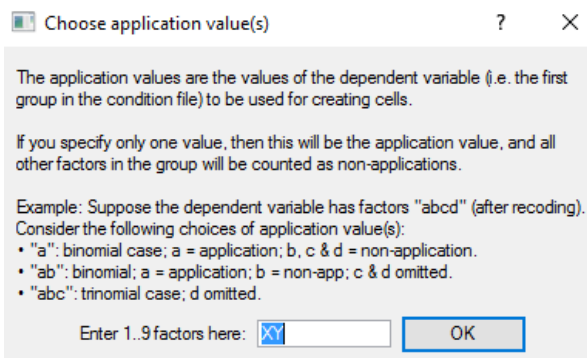 Choose application value(s)
The application values are the values of the dependent variable (i.e. the first
group in the condition file) to be used for creating cells.
If you specify only one value, then this will be the application value, and all
other factors in the group will be counted as non-applications.
Example: Suppose the dependent variable has factors "abcd" (after recoding).
Consider the following choices of application value(s):
• "a": binomial case; a = application; b, c & d = non-application.
• "ab": binomial; a = application; b = non-app; c & d omitted.
• "abc": trinomial case; d omitted.
Enter 1..9 factors here: XY OK